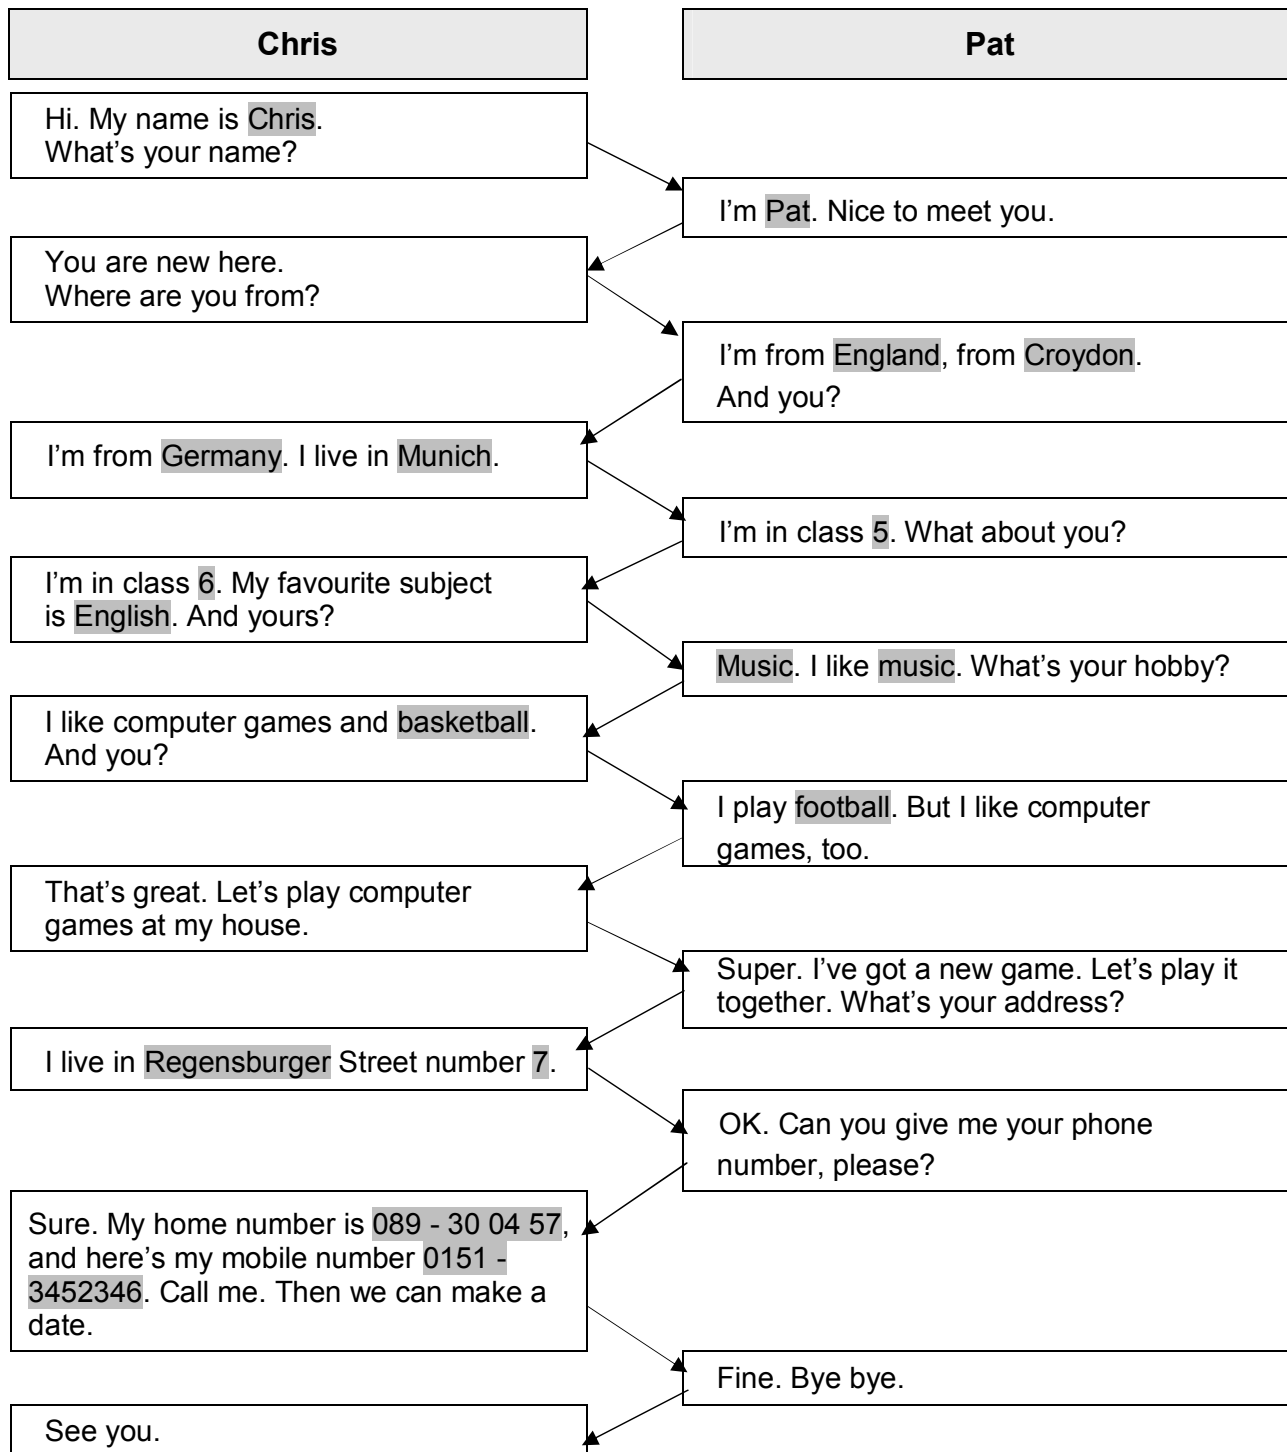 Chris
Pat
Hi. My name is Chris.
What's your name?
I'm Pat. Nice to meet you.
You are new here.
Where are you from?
I'm from England, from Croydon.
And you?
I'm from Germany. I live in Munich.
I'm in class 5. What about you?
I'm in class 6. My favourite subject
is English. And yours?
Music. I like music. What's your hobby?
I like computer games and basketball.
And you?
I play football. But I like computer
games, too.
That's great. Let's play computer
games at my house.
Super. I've got a new game. Let's play it
together. What's your address?
I live in Regensburger Street number 7.
OK. Can you give me your phone
number, please?
Sure. My home number is 089 - 30 04 57,
and here's my mobile number 0151 -
3452346. Call me. Then we can make a
date.
Fine. Bye bye.
See you.